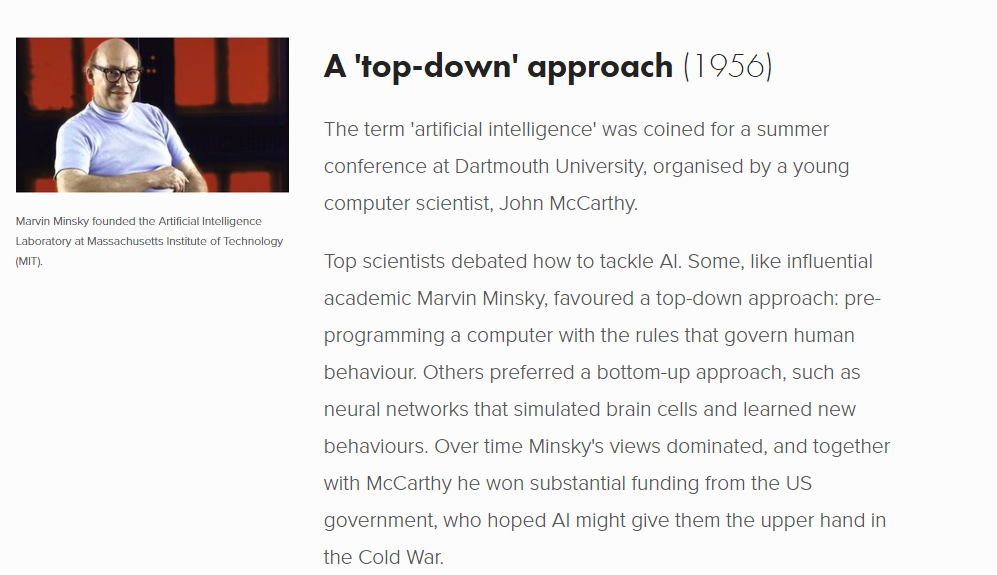 A 'top-down' approach (1956)
The term 'artificial intelligence' was coined for a summer
conference at Dartmouth University, organised by a young
computer scientist, John McCarthy.
Top scientists debated how to tackle AI. Some, like influential
academic Marvin Minsky, favoured a top-down approach: pre-
programming a computer with the rules that govern human
behaviour. Others preferred a bottom-up approach, such as
neural networks that simulated brain cells and learned new
behaviours. Over time Minsky's views dominated, and together
with McCarthy he won substantial funding from the US
government, who hoped AI might give them the upper hand in
the Cold War.
Marvin Minsky founded the Artificial Intelligence
Laboratory at Massachusetts Institute of Technology
(MIT).